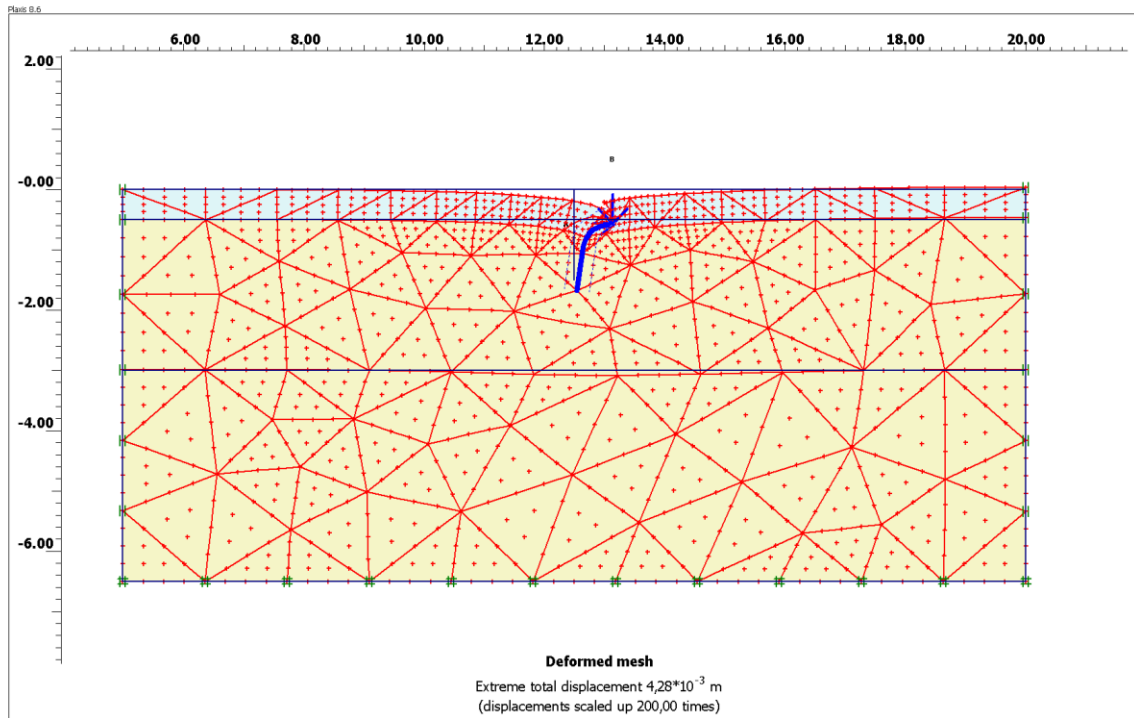 Plaxis 8.6
6.00 8.00 10.00 12.00 14.00 16.00 18.00 20.00
2.00
-0.00
-2.00
-4.00
-6.00
B
A
Deformed mesh
Extreme total displacement 4,28*10⁻³ m
(displacements scaled up 200,00 times)